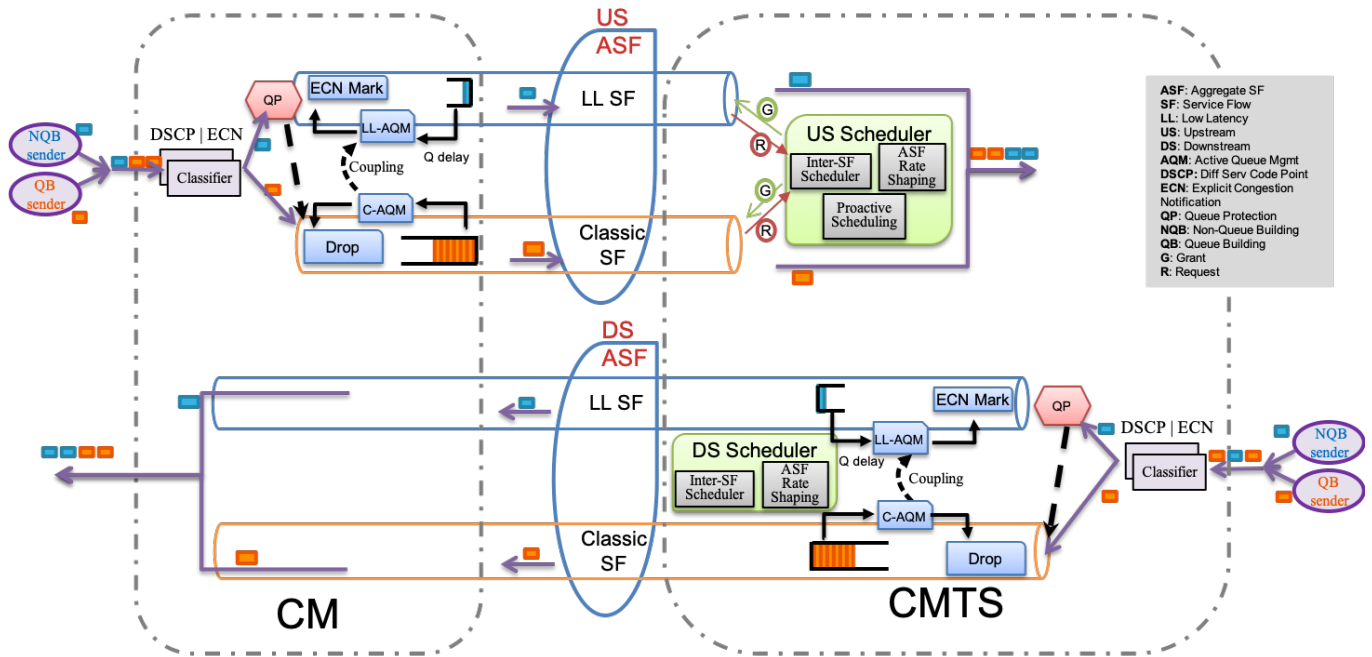 US
ASF
LL SF
Classic
SF
NQB
sender
QB
sender
DSCP | ECN
Classifier
QP
ECN Mark
LL-AQM
Q delay
Coupling
C-AQM
Drop
G
R
G
R
US Scheduler
Inter-SF
Scheduler
ASF
Rate
Shaping
Proactive
Scheduling
ASF: Aggregate SF
SF: Service Flow
LL: Low Latency
US: Upstream
DS: Downstream
AQM: Active Queue Mgmt
DSCP: Diff Serv Code Point
ECN: Explicit Congestion
Notification
QP: Queue Protection
NQB: Non-Queue Building
QB: Queue Building
G: Grant
R: Request
DS
ASF
LL SF
Classic
SF
DS Scheduler
Inter-SF
Scheduler
ASF
Rate
Shaping
Q delay
LL-AQM
ECN Mark
Coupling
C-AQM
Drop
QP
DSCP | ECN
Classifier
NQB
sender
QB
sender
CM
CMTS